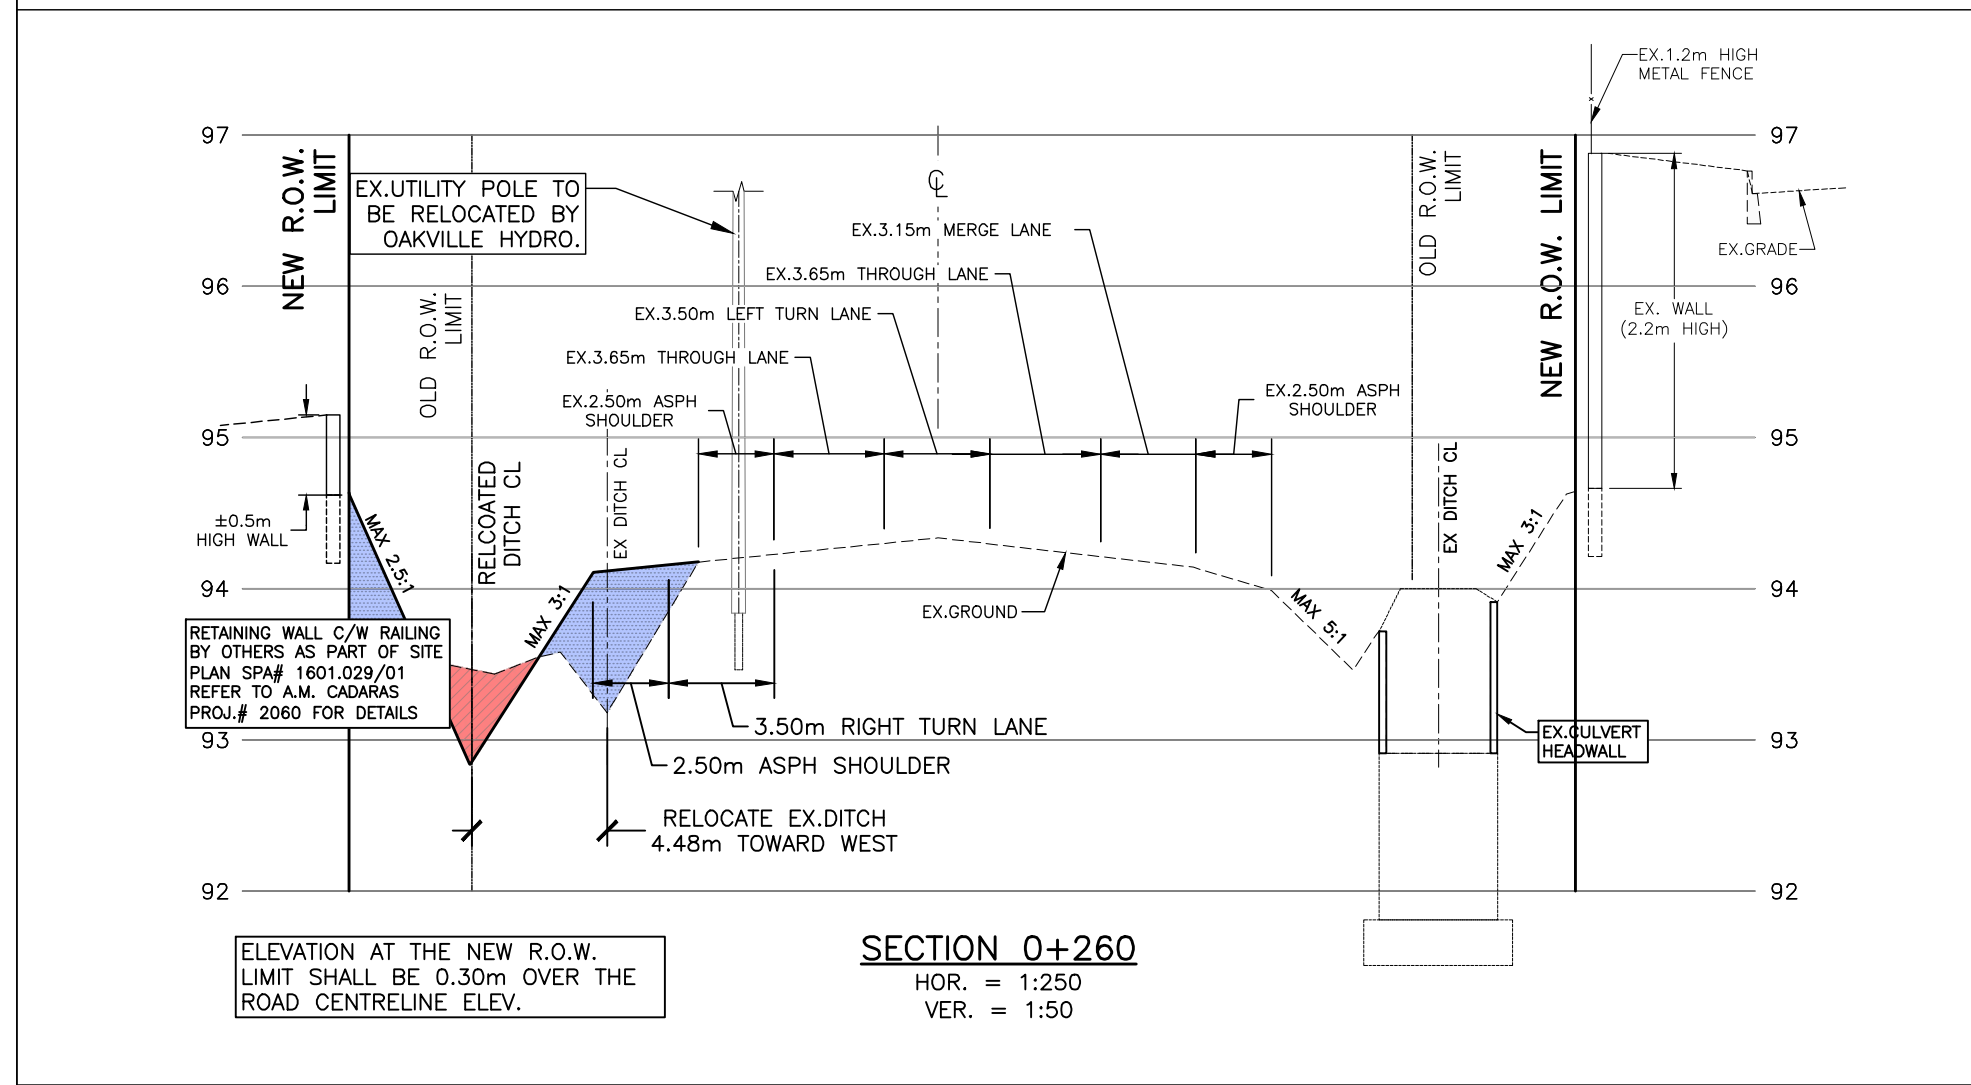 EX.1.2m HIGH
METAL FENCE
97
97
NEW R.O.W.
LIMIT
EX.UTILITY POLE TO
BE RELOCATED BY
OAKVILLE HYDRO.
℄
OLD R.O.W.
LIMIT
NEW R.O.W. LIMIT
EX.3.15m MERGE LANE
EX.GRADE
EX.3.65m THROUGH LANE
96
96
OLD R.O.W.
LIMIT
EX.3.50m LEFT TURN LANE
EX. WALL
(2.2m HIGH)
EX.3.65m THROUGH LANE
EX.2.50m ASPH
SHOULDER
EX.2.50m ASPH
SHOULDER
95
95
RELCOATED
DITCH CL
EX DITCH CL
EX DITCH CL
±0.5m
HIGH WALL
MAX 2.5:1
MAX 3:1
MAX 3:1
MAX 5:1
94
94
EX.GROUND
RETAINING WALL C/W RAILING
BY OTHERS AS PART OF SITE
PLAN SPA# 1601.029/01
REFER TO A.M. CADARAS
PROJ.# 2060 FOR DETAILS
3.50m RIGHT TURN LANE
EX.CULVERT
HEADWALL
93
93
2.50m ASPH SHOULDER
RELOCATE EX.DITCH
4.48m TOWARD WEST
92
92
ELEVATION AT THE NEW R.O.W.
LIMIT SHALL BE 0.30m OVER THE
ROAD CENTRELINE ELEV.
SECTION 0+260
HOR. = 1:250
VER. = 1:50